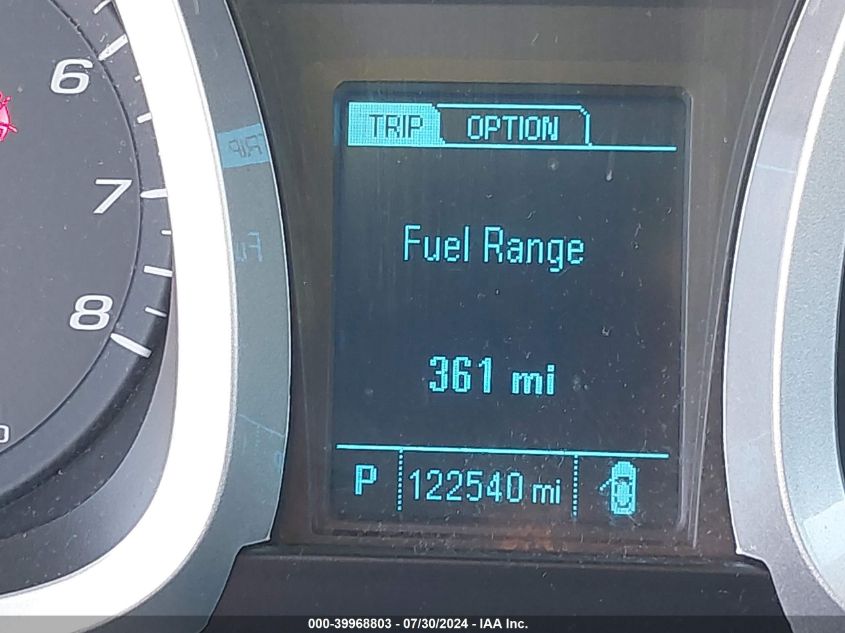 6
7
8
TRIP OPTION
Fuel Range
361 mi
P 122540 mi
000-39968803 / 07/30/2024 - IAA Inc.